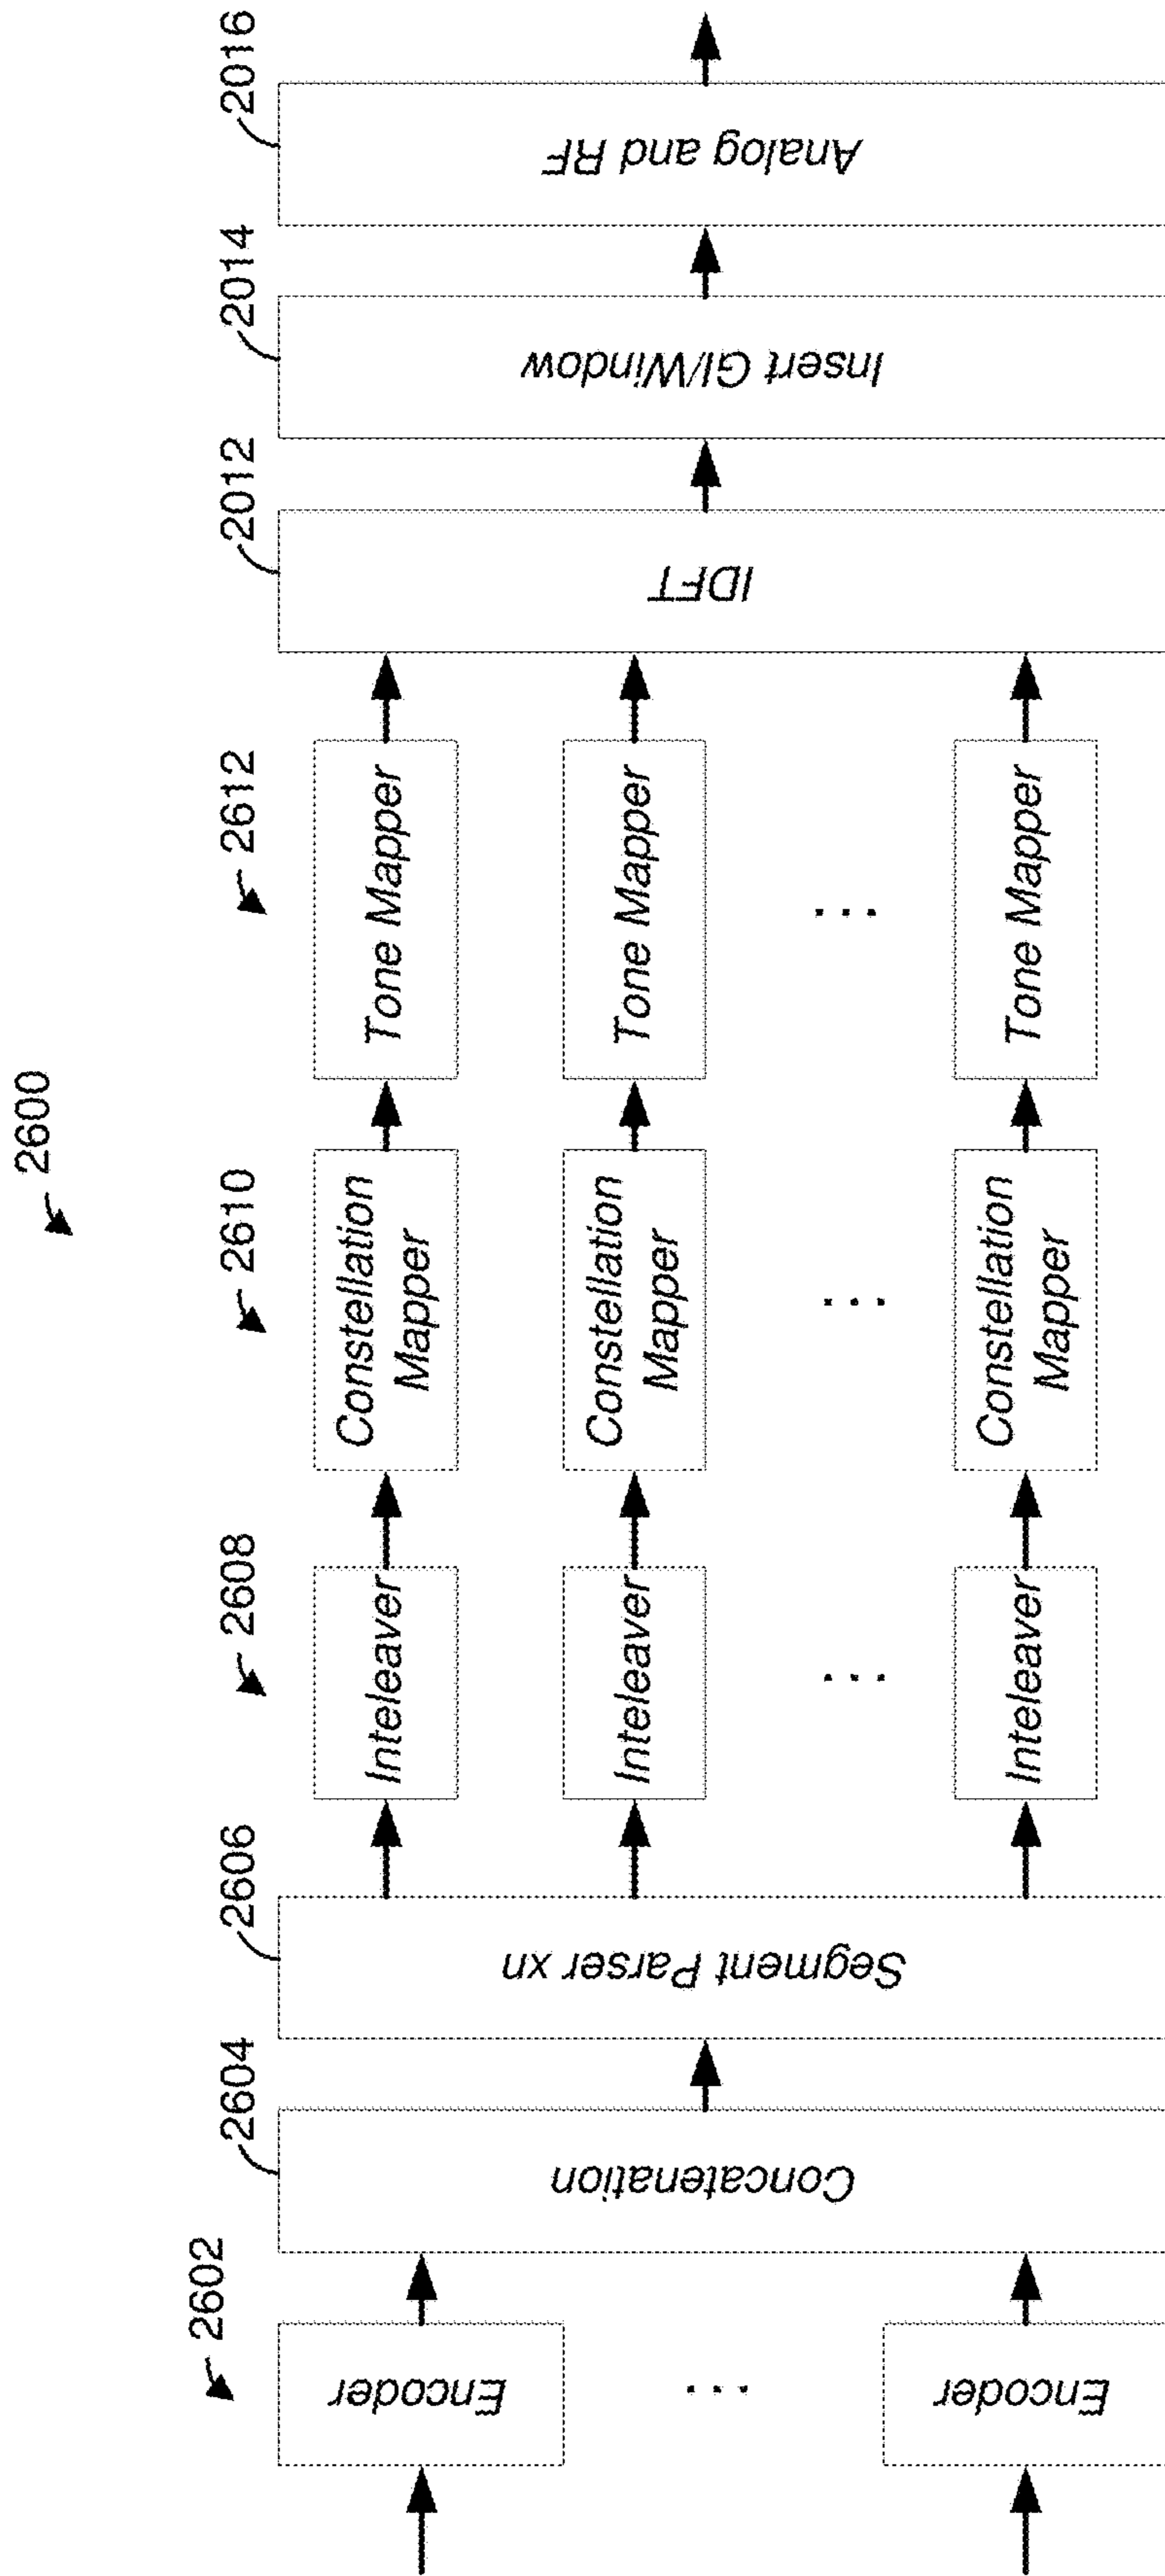 2600
2602
2604
2606
2608
2610
2612
2012
2014
2016
Encoder
...
Encoder
Concatenation
Segment Parser xn
Inteleaver
Inteleaver
...
Inteleaver
Constellation
Mapper
Constellation
Mapper
...
Constellation
Mapper
Tone Mapper
Tone Mapper
...
Tone Mapper
IDFT
Insert GI/Window
Analog and RF